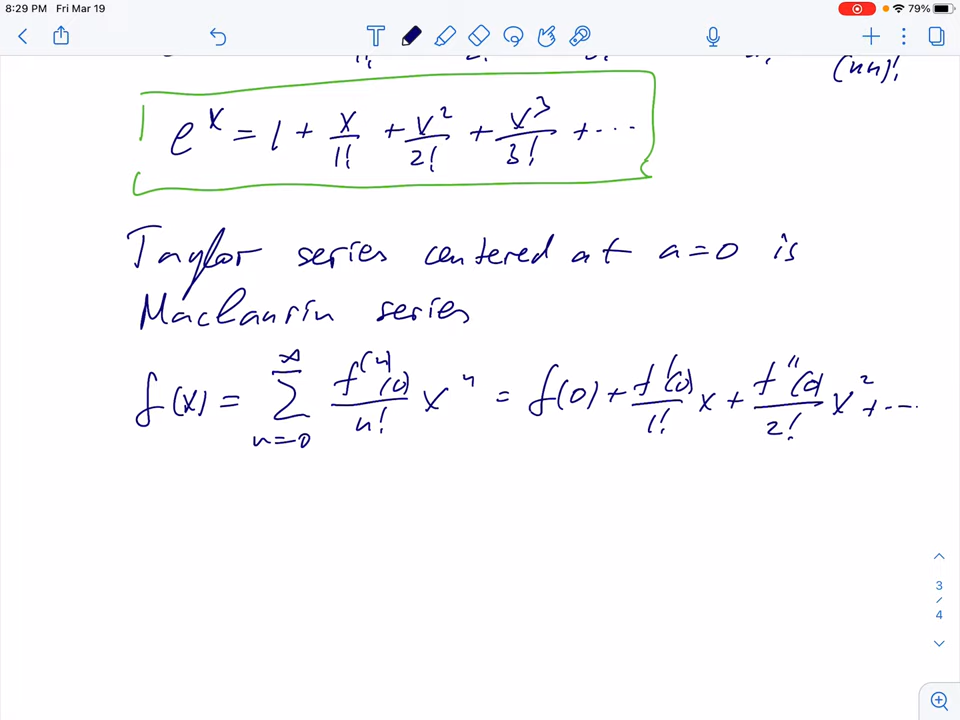 8:29 PM Fri Mar 19 79%
(n+1)!
e^x = 1 + x/1! + x^2/2! + x^3/3! + ...
Taylor series centered at a=0 is
Maclaurin series
f(x) = ∑_{n=0}^{∞} f^{(n)}(0)/n! x^n = f(0) + f'(0)/1! x + f''(0)/2! x^2 + ...
3
/
4